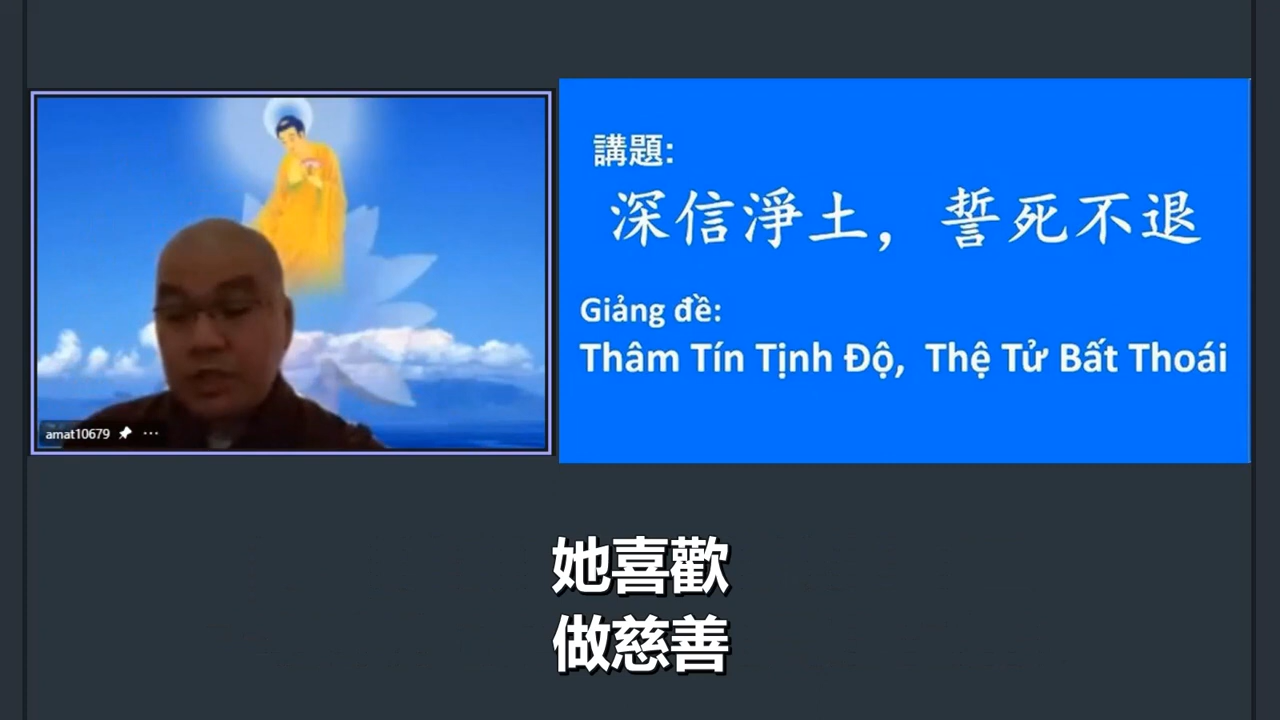 講題:
深信淨土，誓死不退
Giảng đề:
Thâm Tín Tịnh Độ, Thệ Tử Bất Thoái
amat10679
她喜歡
做慈善